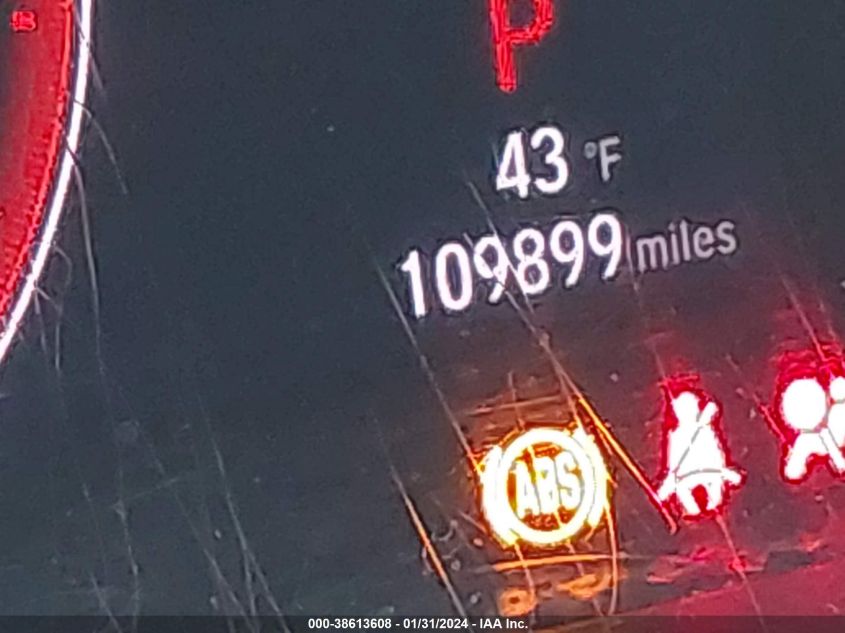 P
43 °F
109899 miles
ABS
000-38613608 - 01/31/2024 - IAA Inc.